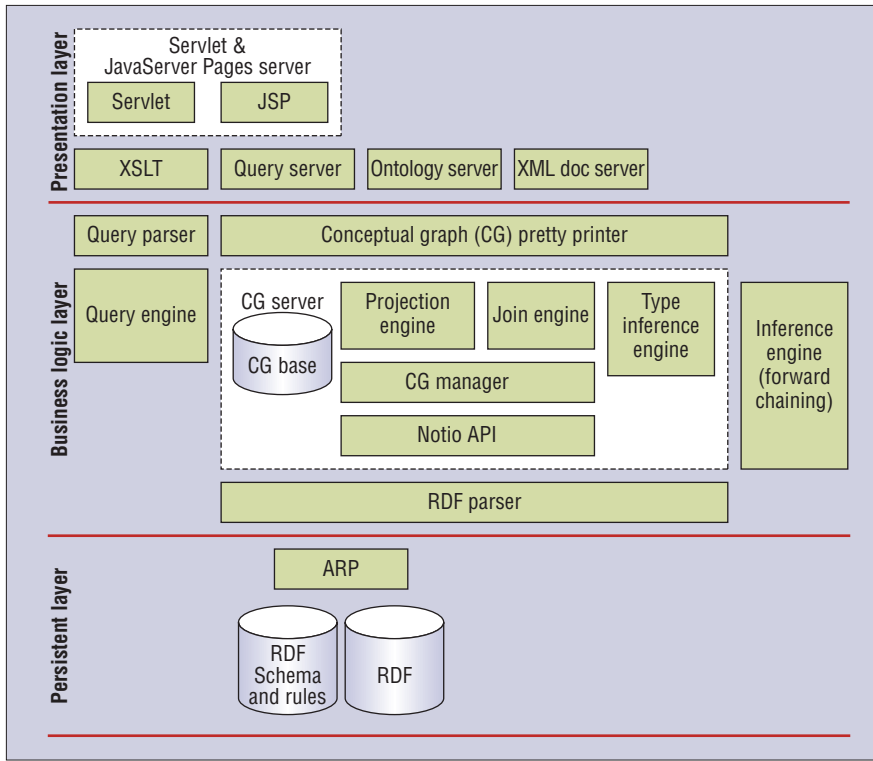 Presentation layer
Servlet &
JavaServer Pages server
Servlet
JSP
XSLT
Query server
Ontology server
XML doc server
Business logic layer
Query parser
Conceptual graph (CG) pretty printer
Query engine
CG server
CG base
Projection
engine
Join engine
Type
inference
engine
CG manager
Notio API
Inference
engine
(forward
chaining)
RDF parser
Persistent layer
ARP
RDF
Schema
and rules
RDF